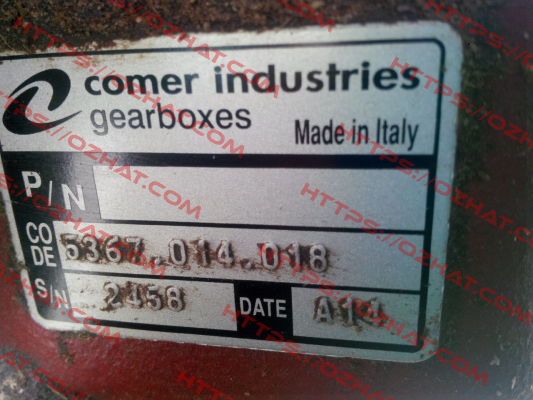 comer industries
gearboxes
Made in Italy
P/N
CODE 5367.014.018
S/N 2458 DATE
HTTPS://OZHAT.COM